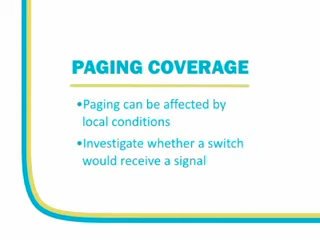 PAGING COVERAGE
•Paging can be affected by
local conditions
•Investigate whether a switch
would receive a signal